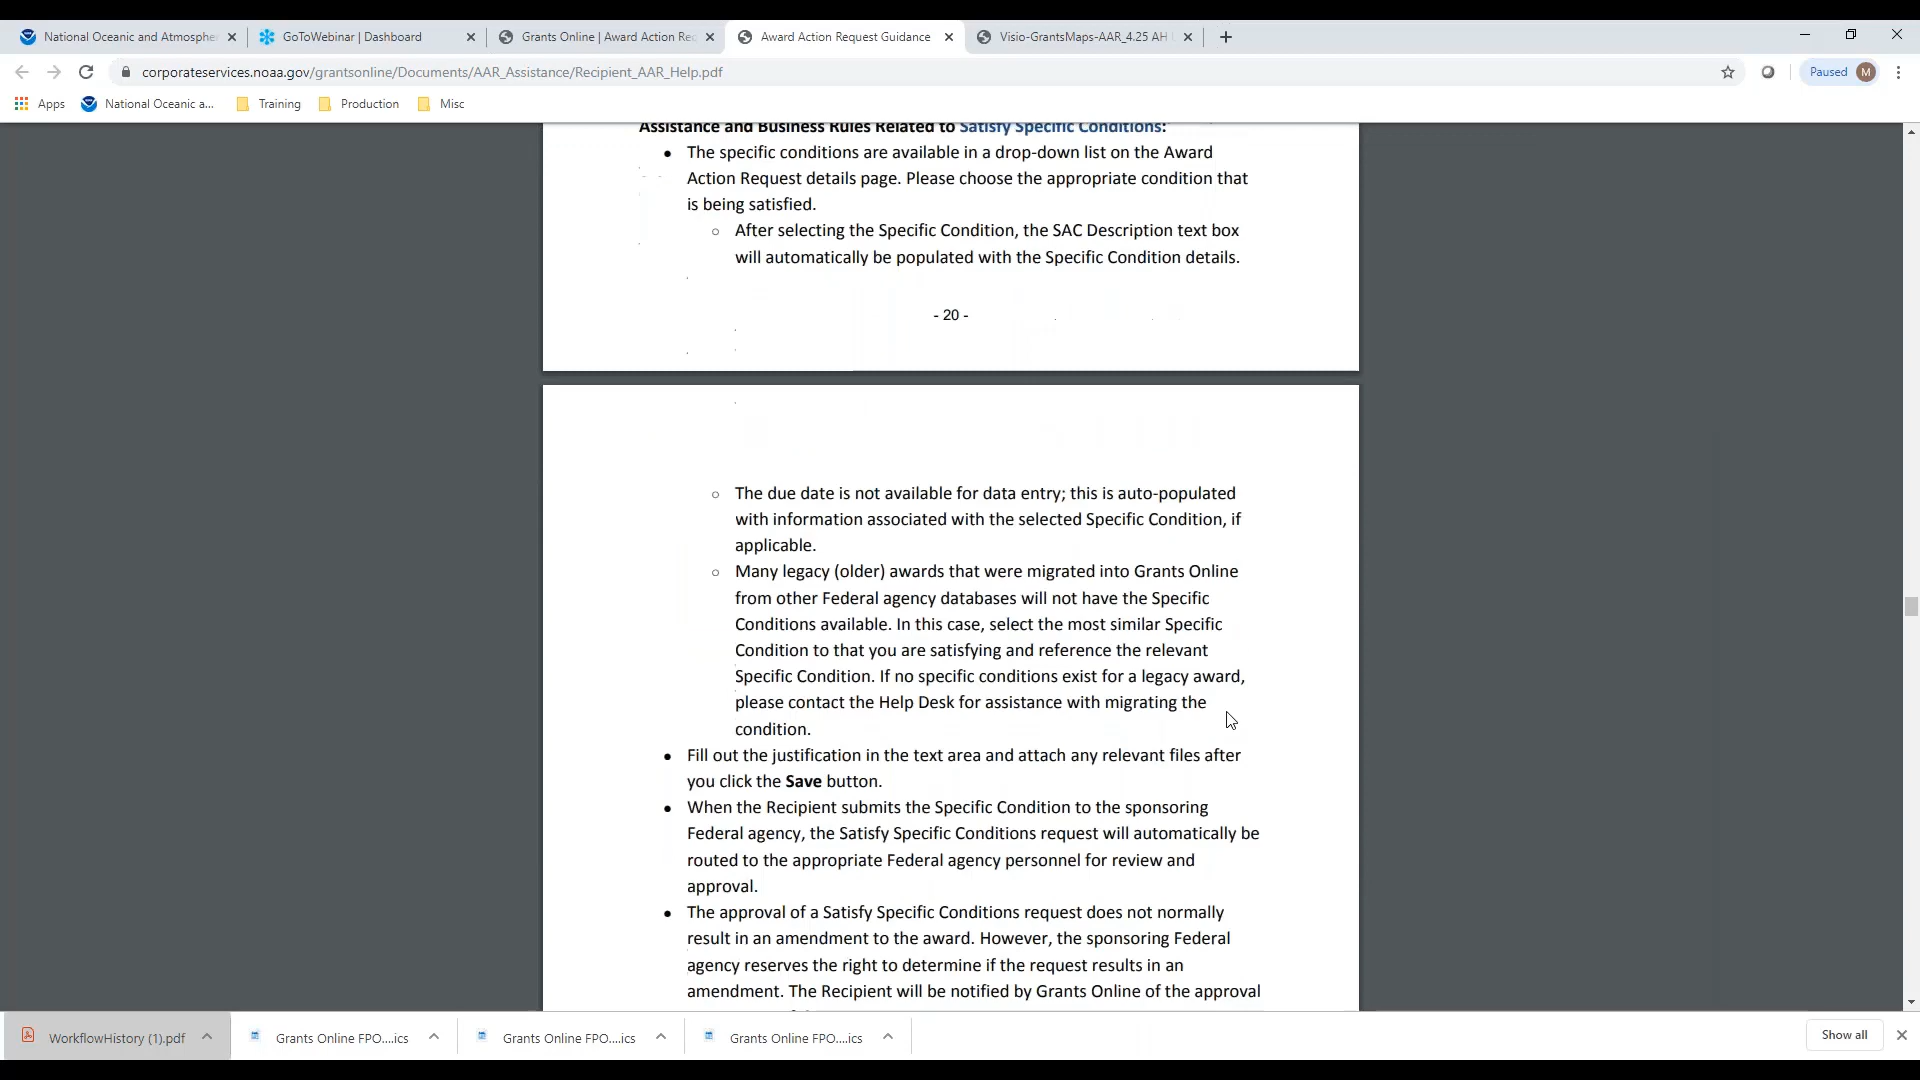 National Oceanic and Atmosphe
GoToWebinar | Dashboard
Grants Online | Award Action Re
Award Action Request Guidance
Visio-GrantsMaps-AAR_4.25 AH
corporateservices.noaa.gov/grantsonline/Documents/AAR_Assistance/Recipient_AAR_Help.pdf
Paused M
Apps
National Oceanic a...
Training
Production
Misc
Assistance and Business Rules Related to Satisfy Specific Conditions:
• The specific conditions are available in a drop-down list on the Award
Action Request details page. Please choose the appropriate condition that
is being satisfied.
○ After selecting the Specific Condition, the SAC Description text box
will automatically be populated with the Specific Condition details.
- 20 -
○ The due date is not available for data entry; this is auto-populated
with information associated with the selected Specific Condition, if
applicable.
○ Many legacy (older) awards that were migrated into Grants Online
from other Federal agency databases will not have the Specific
Conditions available. In this case, select the most similar Specific
Condition to that you are satisfying and reference the relevant
Specific Condition. If no specific conditions exist for a legacy award,
please contact the Help Desk for assistance with migrating the
condition.
• Fill out the justification in the text area and attach any relevant files after
you click the Save button.
• When the Recipient submits the Specific Condition to the sponsoring
Federal agency, the Satisfy Specific Conditions request will automatically be
routed to the appropriate Federal agency personnel for review and
approval.
• The approval of a Satisfy Specific Conditions request does not normally
result in an amendment to the award. However, the sponsoring Federal
agency reserves the right to determine if the request results in an
amendment. The Recipient will be notified by Grants Online of the approval
WorkflowHistory (1).pdf
Grants Online FPO....ics
Grants Online FPO....ics
Grants Online FPO....ics
Show all